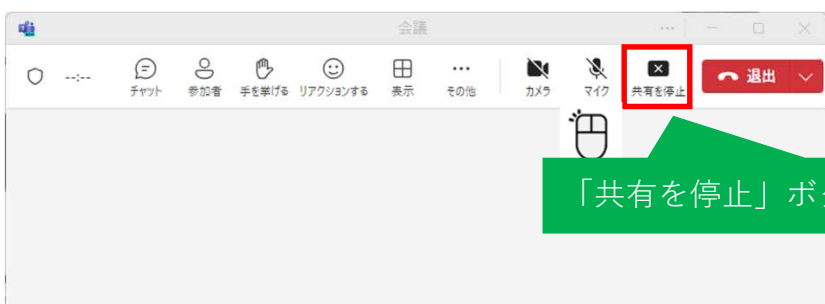 会議
--:--
チャット
参加者
手を挙げる
リアクションする
表示
その他
カメラ
マイク
共有を停止
退出
「共有を停止」ボ